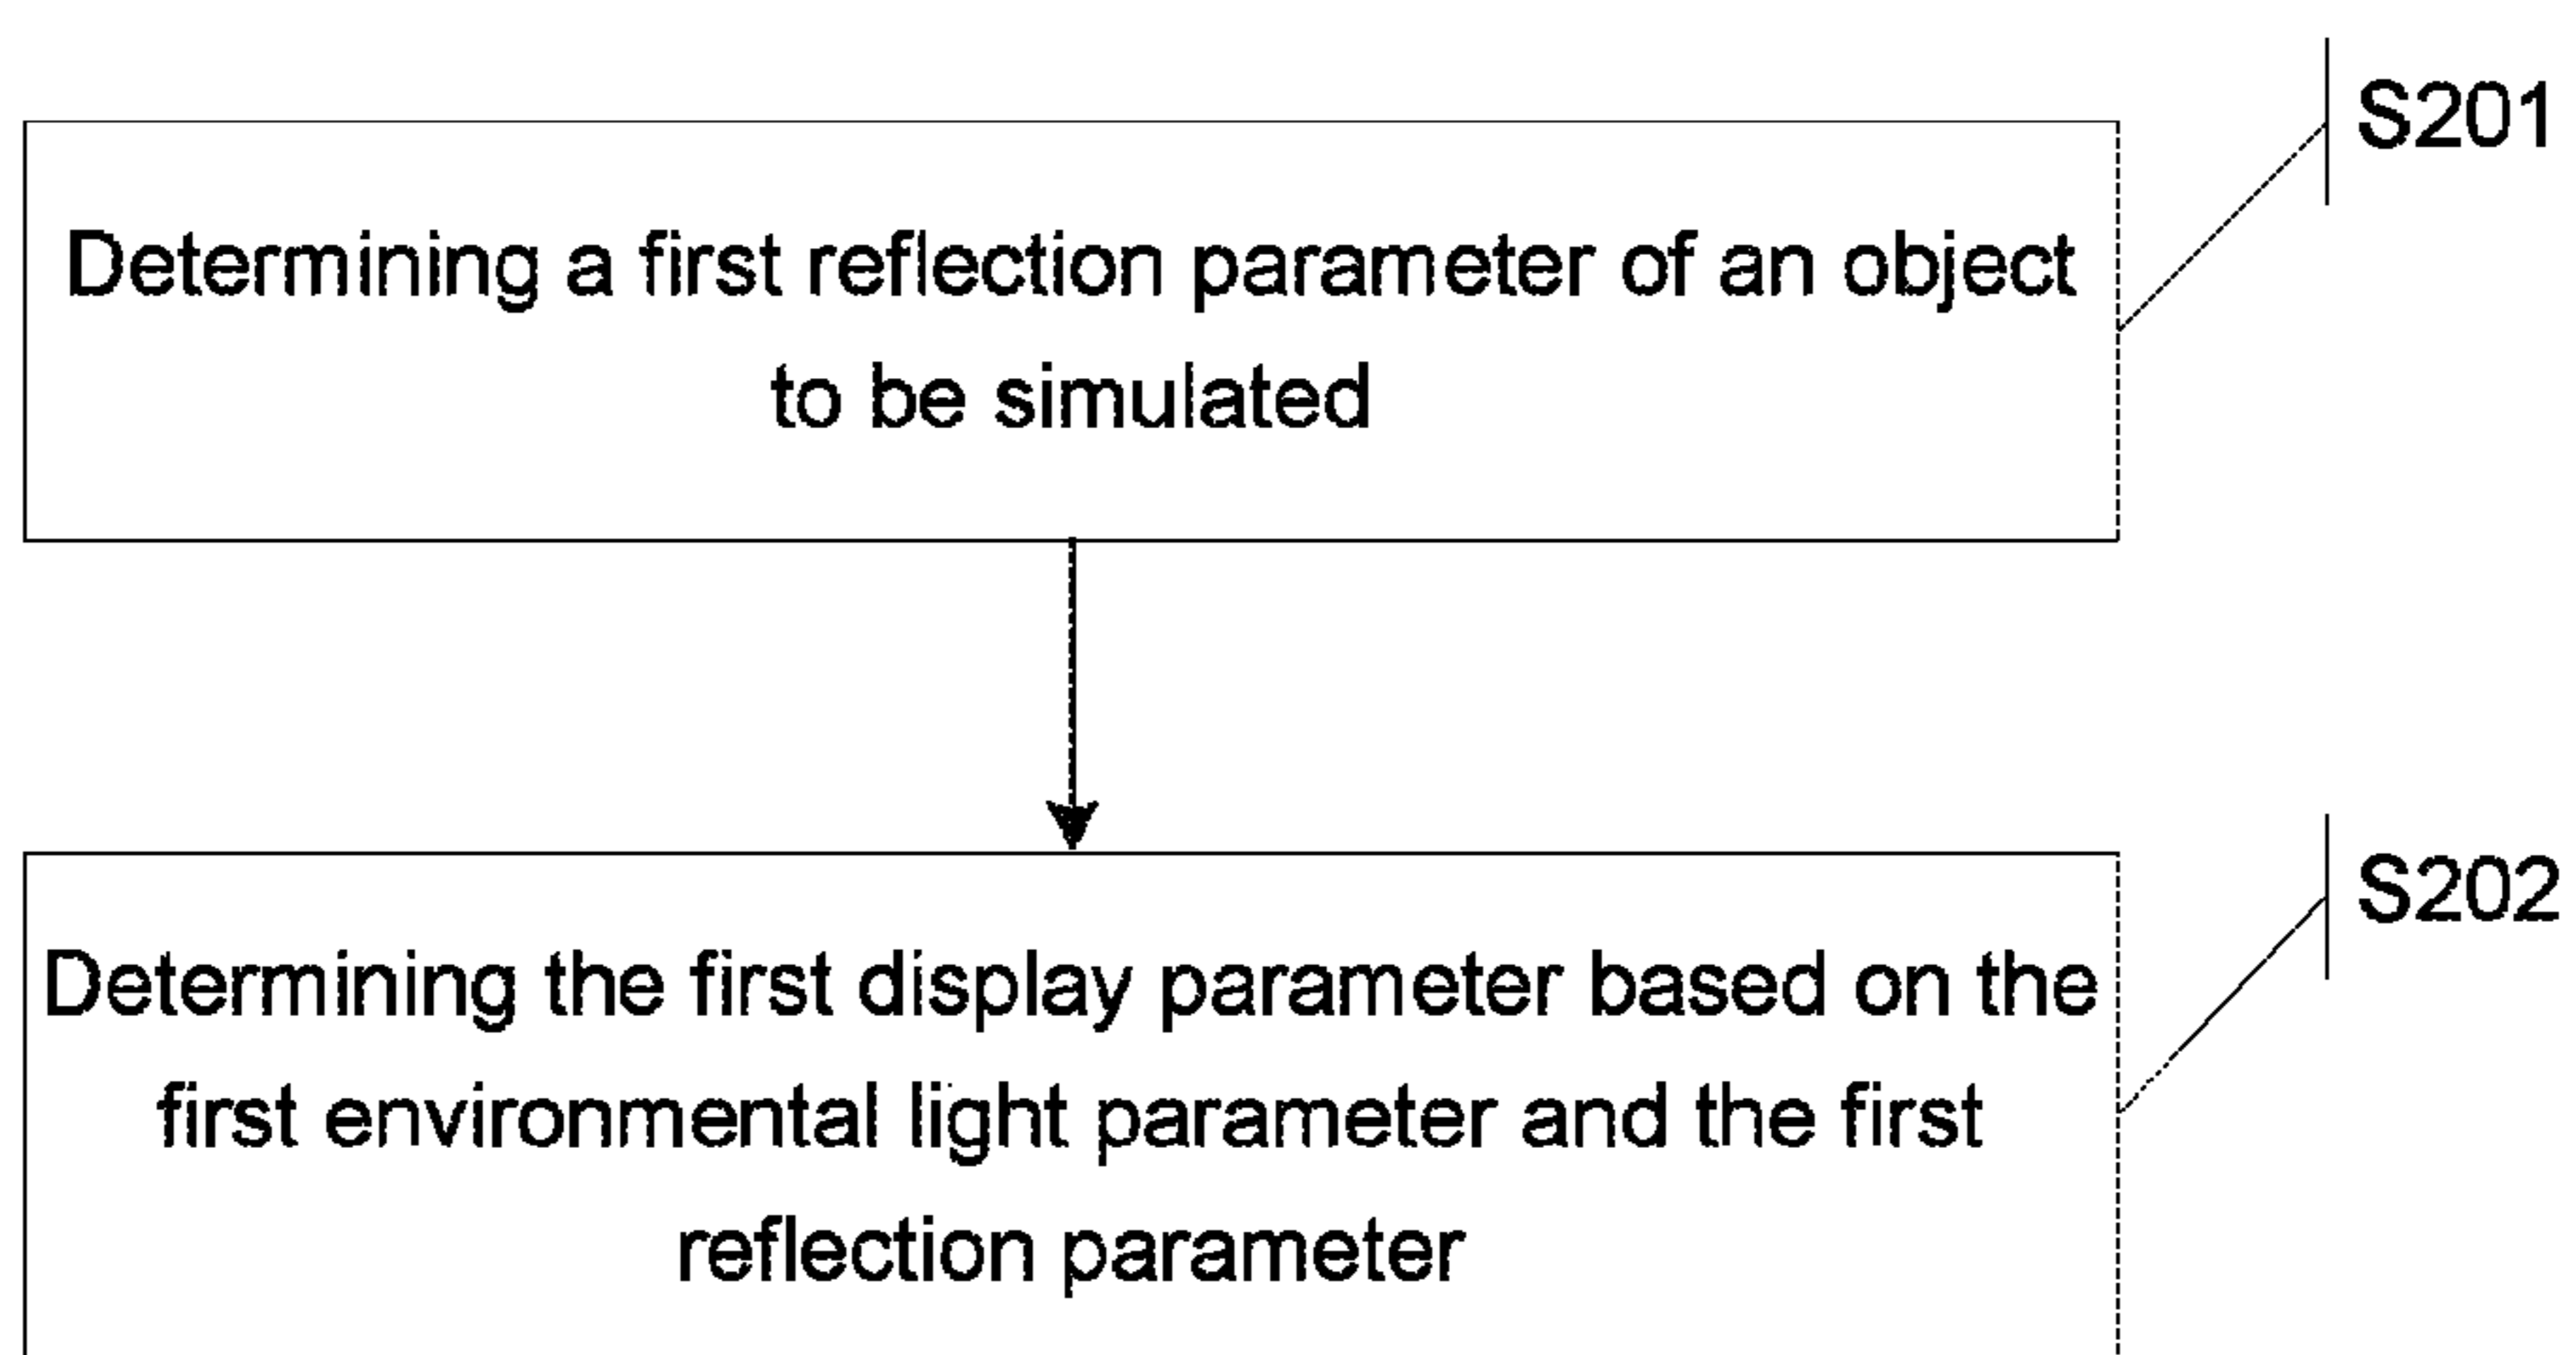 S201
Determining a first reflection parameter of an object
to be simulated
S202
Determining the first display parameter based on the
first environmental light parameter and the first
reflection parameter